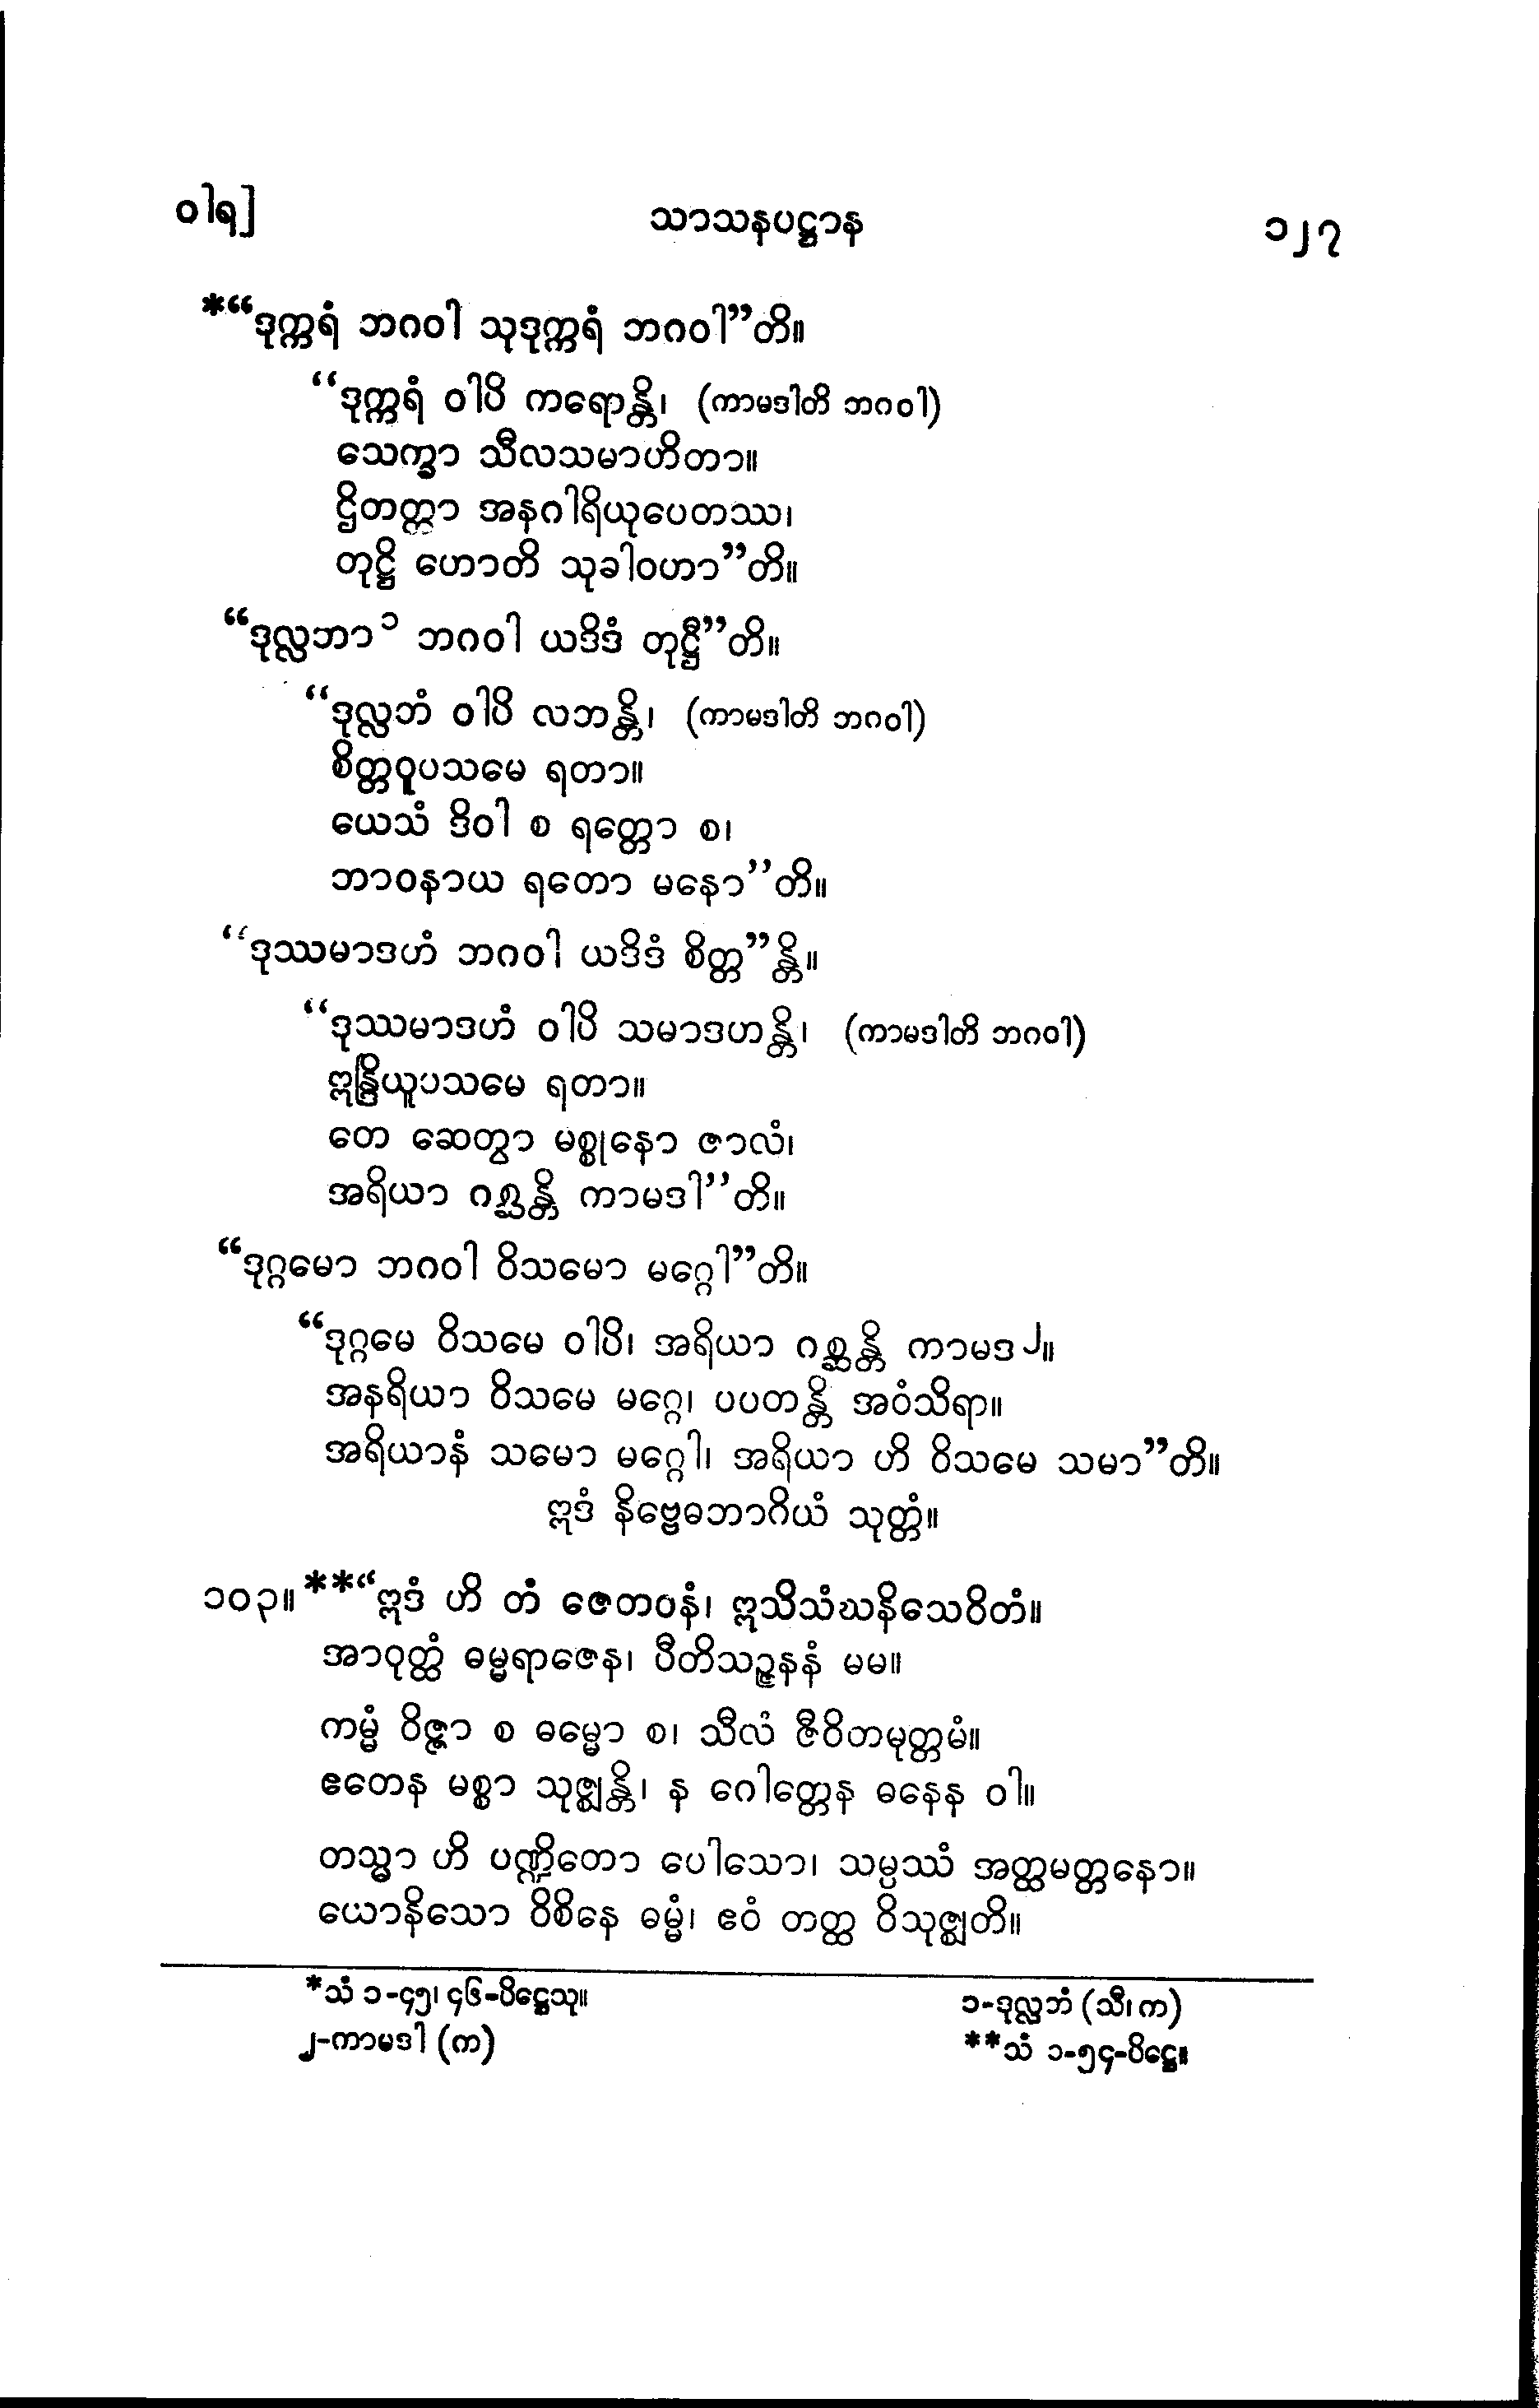 ဝါရ]
သာသနပဋ္ဌာန
၁၂၇
*“ဒုက္ကရံ ဘဂဝါ သုဒုက္ကရံ ဘဂဝါ”တိ။
“ဒုက္ကရံ ဝါပိ ကရောန္တိ၊ (ကာမဒါတိ ဘဂဝါ)
သေက္ခာ သီလသမာဟိတာ။
ဌိတတ္တာ အနဂါရိယုပေတဿ၊
တုဋ္ဌိ ဟောတိ သုခါဝဟာ”တိ။
“ဒုလ္လဘာ ၁ ဘဂဝါ ယဒိဒံ တုဋ္ဌီ”တိ။
“ဒုလ္လဘံ ဝါပိ လဘန္တိ၊ (ကာမဒါတိ ဘဂဝါ)
စိတ္တဝူပသမေ ရတာ။
ယေသံ ဒိဝါ စ ရတ္တော စ၊
ဘာဝနာယ ရတော မနော”တိ။
“ဒုဿမာဒဟံ ဘဂဝါ ယဒိဒံ စိတ္တ”န္တိ။
“ဒုဿမာဒဟံ ဝါပိ သမာဒဟန္တိ၊ (ကာမဒါတိ ဘဂဝါ)
ဣန္ဒြိယူပသမေ ရတာ။
တေ ဆေတွာ မစ္စုနော ဇာလံ၊
အရိယာ ဂစ္ဆန္တိ ကာမဒါ”တိ။
“ဒုဂ္ဂမော ဘဂဝါ ဝိသမော မဂ္ဂေါ”တိ။
“ဒုဂ္ဂမေ ဝိသမေ ဝါပိ၊ အရိယာ ဂစ္ဆန္တိ ကာမဒ ၂။
အနရိယာ ဝိသမေ မဂ္ဂေ၊ ပပတန္တိ အဝံသိရာ။
အရိယာနံ သမော မဂ္ဂေါ၊ အရိယာ ဟိ ဝိသမေ သမာ”တိ။
ဣဒံ နိဗ္ဗေဓဘာဂိယံ သုတ္တံ။
၁၀၃။ **“ဣဒံ ဟိ တံ ဇေတဝနံ၊ ဣသိသံဃနိသေဝိတံ။
အာဝုတ္ထံ ဓမ္မရာဇေန၊ ပီတိသဉ္ဇနနံ မမ။
ကမ္မံ ဝိဇ္ဇာ စ ဓမ္မော စ၊ သီလံ ဇီဝိတမုတ္တမံ။
ဧတေန မစ္စာ သုဇ္ဈန္တိ၊ န ဂေါတ္တေန ဓနေန ဝါ။
တသ္မာ ဟိ ပဏ္ဍိတော ပေါသော၊ သမ္ပဿံ အတ္ထမတ္တနော။
ယောနိသော ဝိစိနေ ဓမ္မံ၊ ဧဝံ တတ္ထ ဝိသုဇ္ဈတိ။
*သံ ၁-၄၅၊ ၄၆-ပိဋ္ဌေသု။
၁-ဒုလ္လဘံ (သီ၊ က)
၂-ကာမဒါ (က)
**သံ ၁-၅၄-ပိဋ္ဌေ။